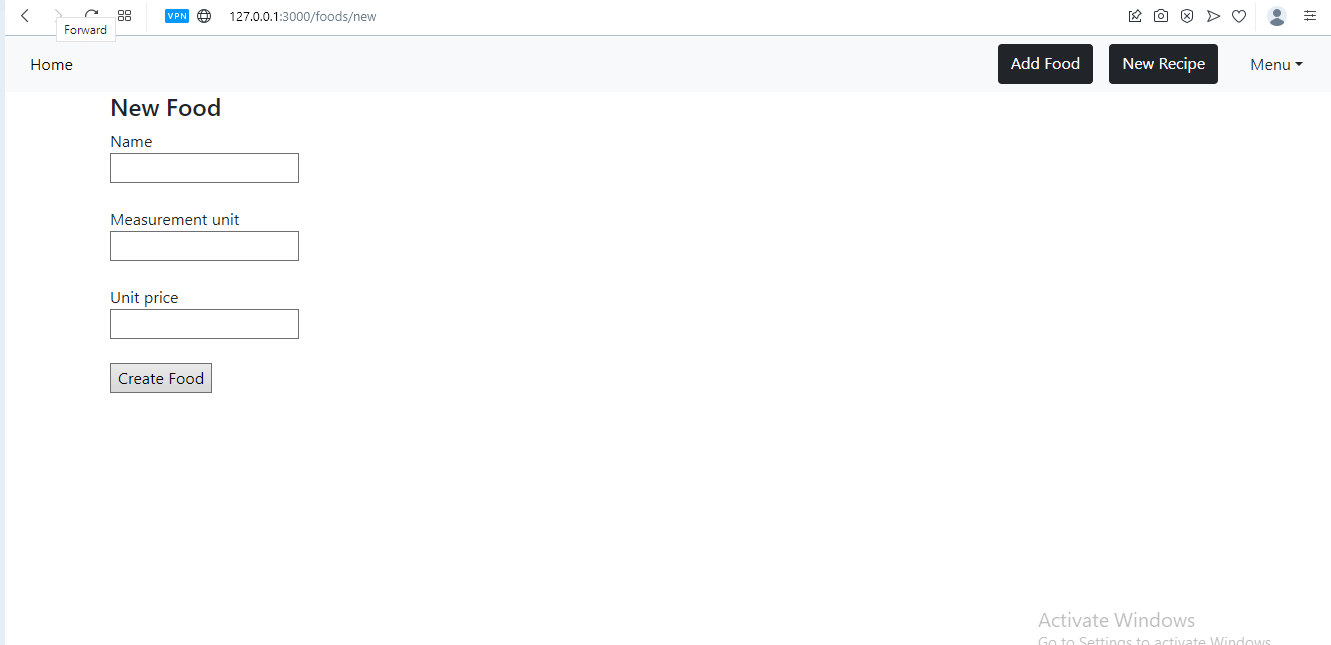 VPN 127.0.0.1:3000/foods/new
Forward
Home Add Food New Recipe Menu
New Food
Name
Measurement unit
Unit price
Create Food
Activate Windows
Go to Settings to activate Windows